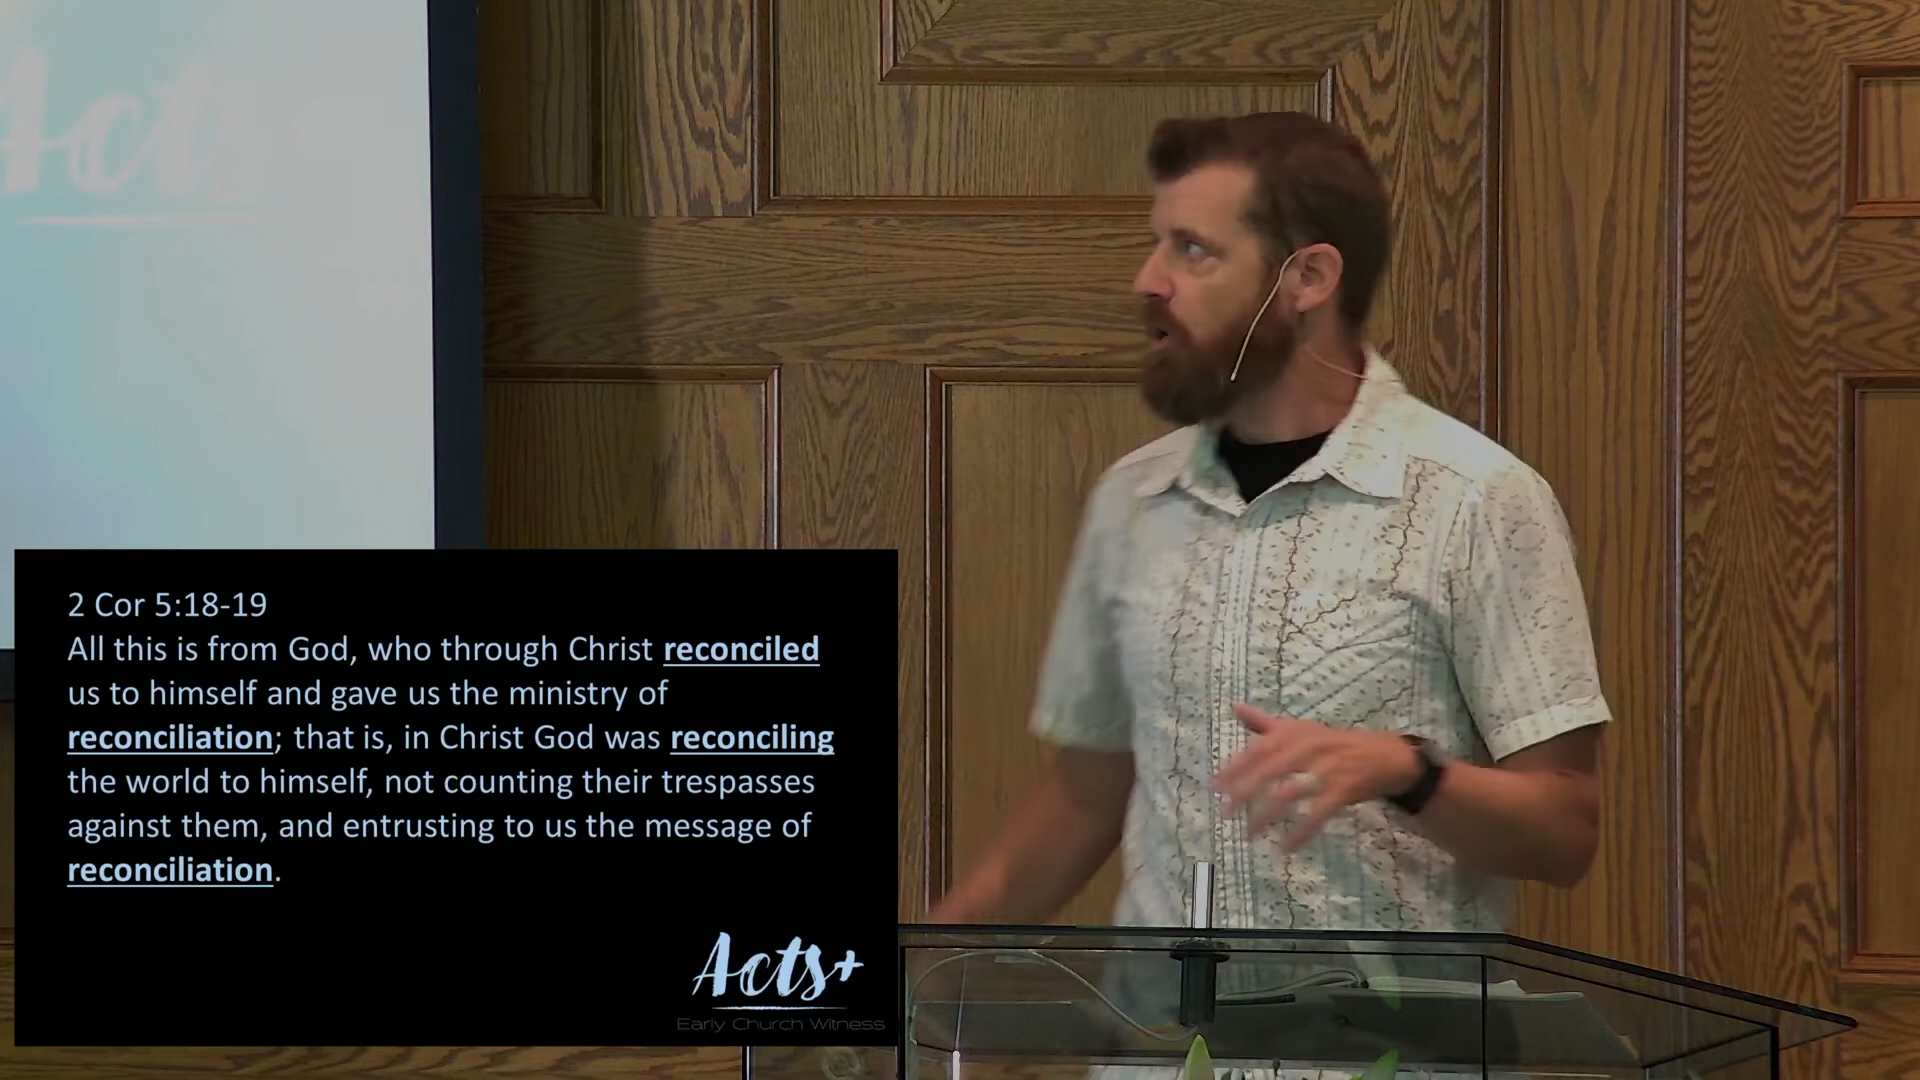 Acts
2 Cor 5:18-19
All this is from God, who through Christ reconciled
us to himself and gave us the ministry of
reconciliation; that is, in Christ God was reconciling
the world to himself, not counting their trespasses
against them, and entrusting to us the message of
reconciliation.
Acts+
Early Church Witness